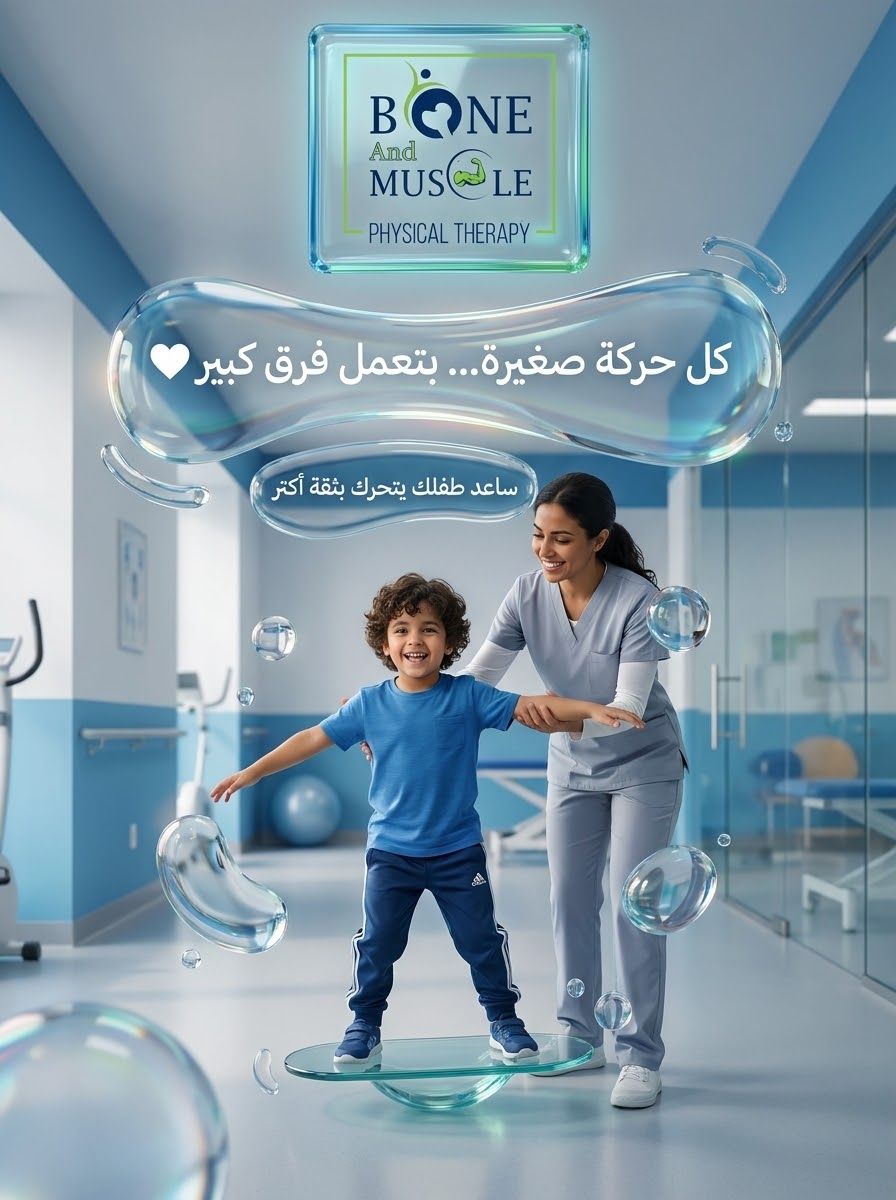 BONE
And
MUSCLE
PHYSICAL THERAPY
كل حركة صغيرة... بتعمل فرق كبير🤍
ساعد طفلك يتحرك بثقة أكتر
adidas